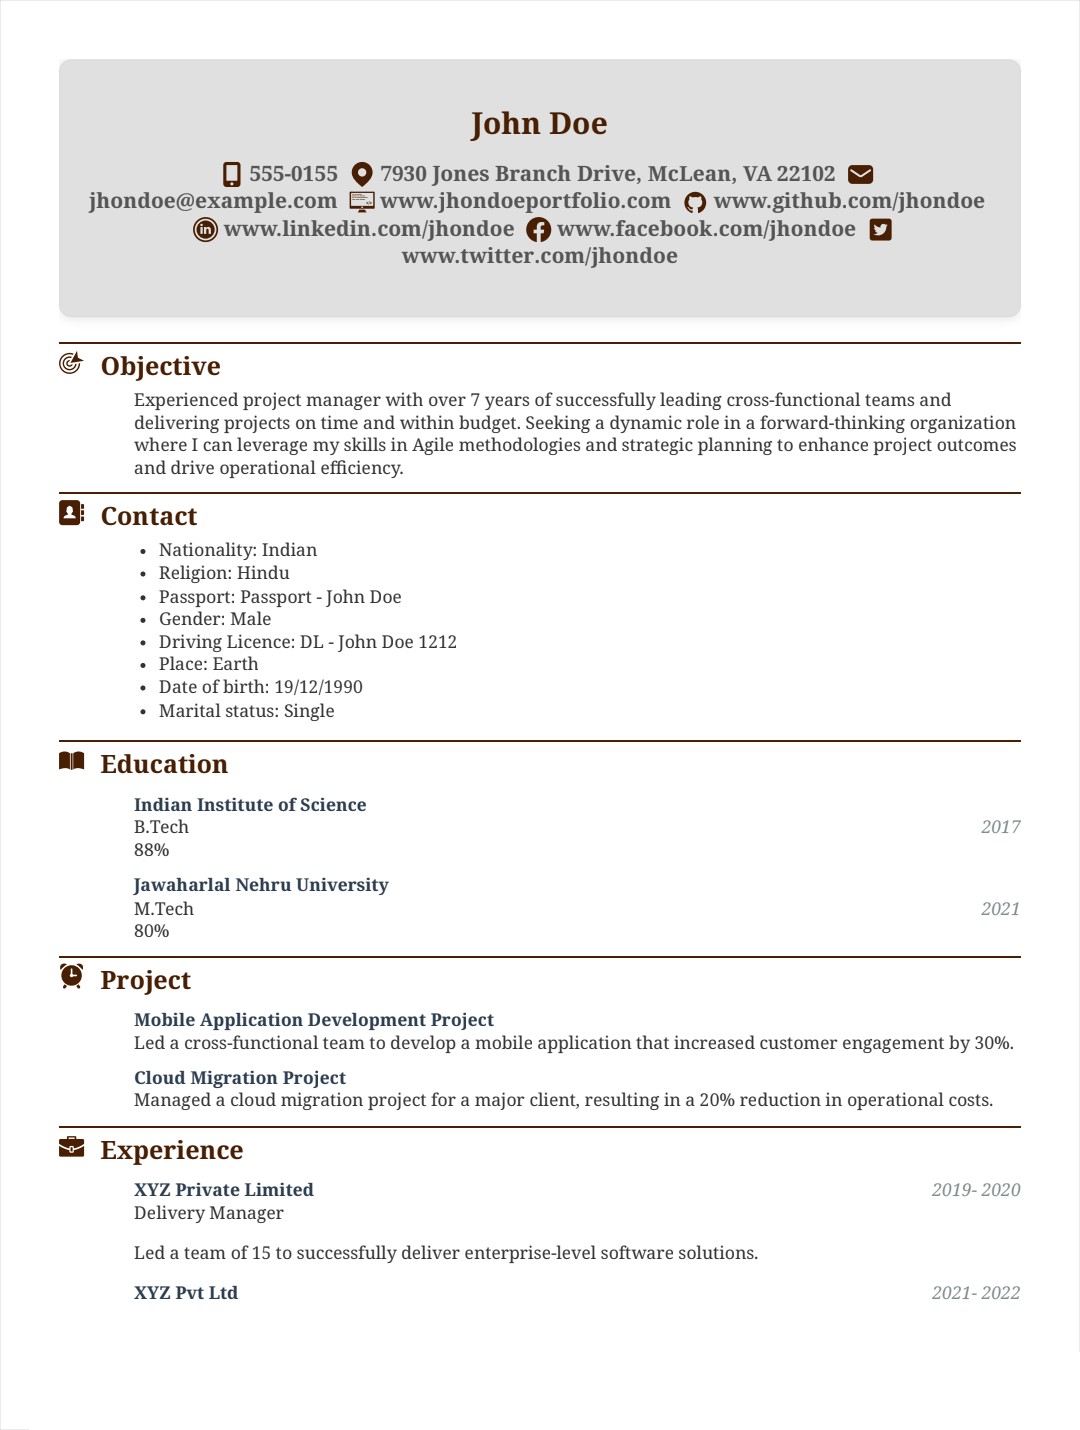 John Doe
555-0155 7930 Jones Branch Drive, McLean, VA 22102
jhondoe@example.com www.jhondoeportfolio.com www.github.com/jhondoe
www.linkedin.com/jhondoe www.facebook.com/jhondoe
www.twitter.com/jhondoe
Objective
Experienced project manager with over 7 years of successfully leading cross-functional teams and
delivering projects on time and within budget. Seeking a dynamic role in a forward-thinking organization
where I can leverage my skills in Agile methodologies and strategic planning to enhance project outcomes
and drive operational efficiency.
Contact
• Nationality: Indian
• Religion: Hindu
• Passport: Passport - John Doe
• Gender: Male
• Driving Licence: DL - John Doe 1212
• Place: Earth
• Date of birth: 19/12/1990
• Marital status: Single
Education
Indian Institute of Science
B.Tech 2017
88%
Jawaharlal Nehru University
M.Tech 2021
80%
Project
Mobile Application Development Project
Led a cross-functional team to develop a mobile application that increased customer engagement by 30%.
Cloud Migration Project
Managed a cloud migration project for a major client, resulting in a 20% reduction in operational costs.
Experience
XYZ Private Limited 2019- 2020
Delivery Manager
Led a team of 15 to successfully deliver enterprise-level software solutions.
XYZ Pvt Ltd 2021- 2022